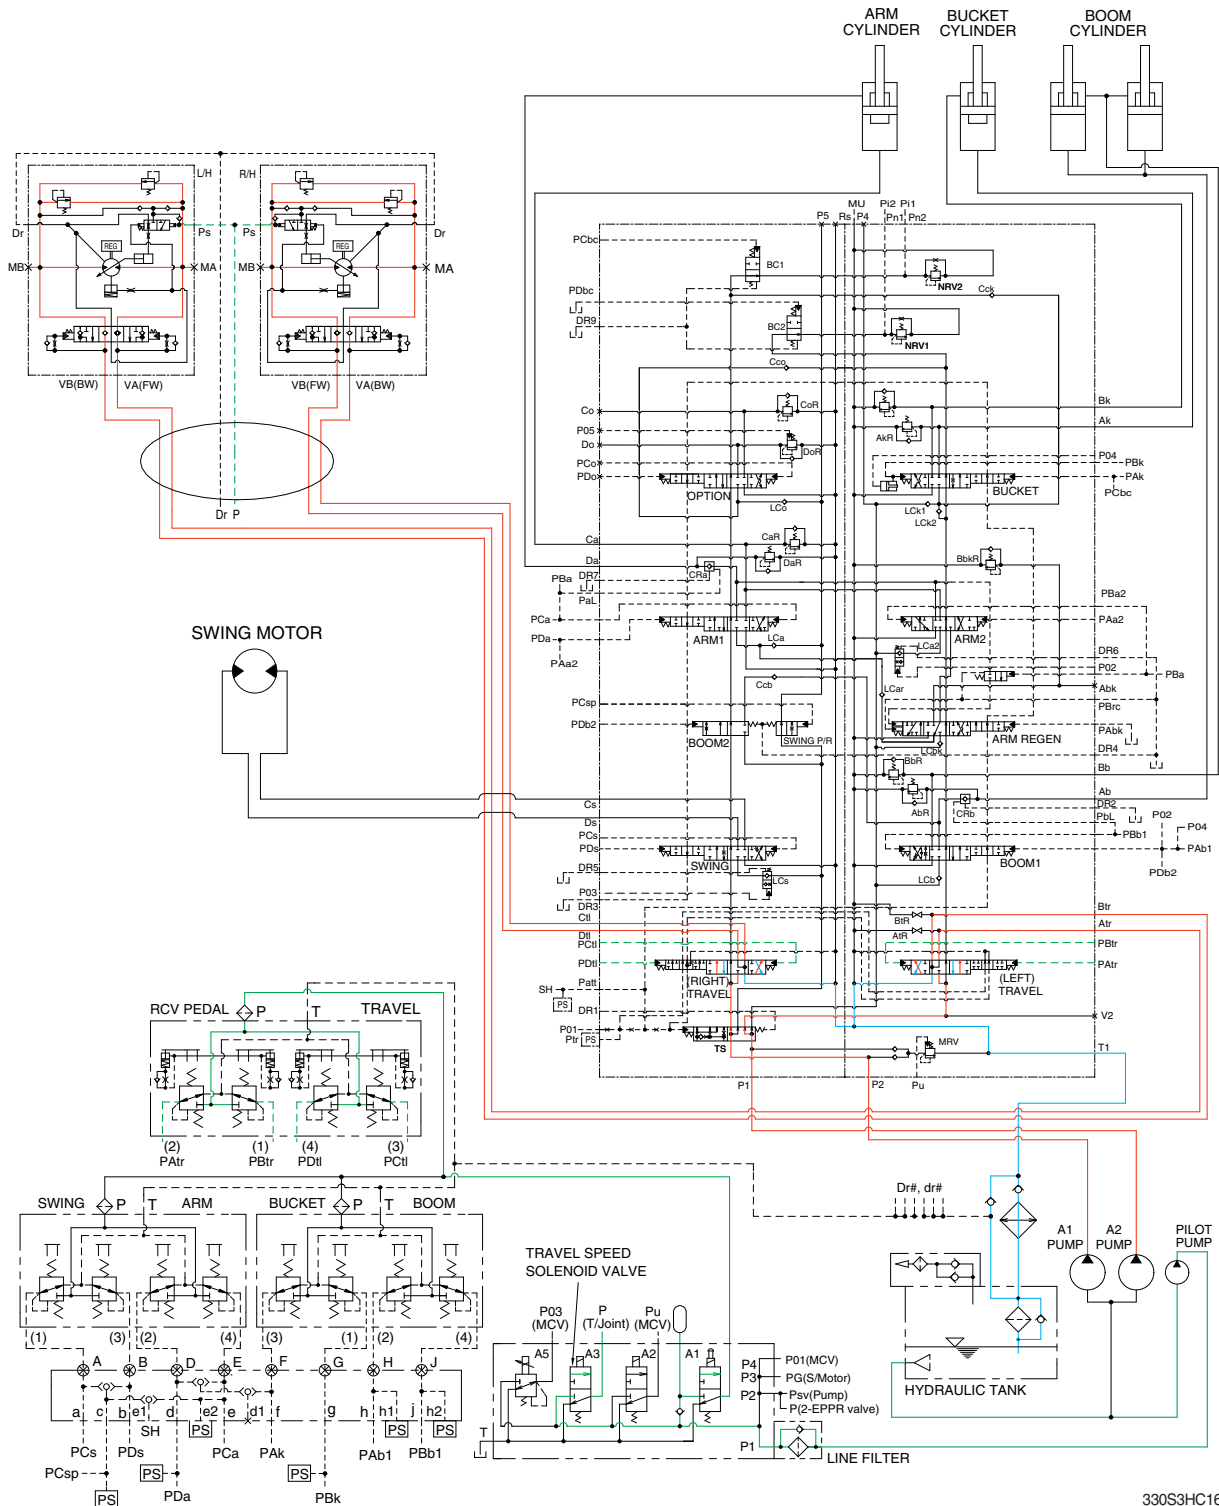 ARM
CYLINDER
BUCKET
CYLINDER
BOOM
CYLINDER
L/H
R/H
Dr
Ps
Ps
Dr
REG
REG
MB
MA
MB
MA
VB(BW)
VA(FW)
VB(FW)
VA(BW)
Dr P
MU
Pi2 Pi1
P5
Rs
P4
Pn1
Pn2
PCbc
BC1
PDbc
DR9
BC2
NRV2
Cck
NRV1
Cco
Co
CoR
P05
Do
DoR
PCo
PDo
OPTION
LCo
Bk
AkR
Ak
P04
PBk
PAk
BUCKET
PCbc
LCk1
LCk2
Ca
CaR
Da
DaR
CRa
BbkR
PBa
DR7
PaL
PCa
PDa
PAa2
ARM1
LCa
PBa2
PAa2
ARM2
LCa2
DR6
P02
PBa
Ccb
LCar
Abk
PCsp
PBrc
PDb2
BOOM2
SWING P/R
PAbk
ARM REGEN
LCbk
DR4
SWING MOTOR
BbR
Bb
AbR
Ab
CRb
DR2
PbL
P02
PBb1
P04
PAb1
BOOM1
PDb2
LCb
Cs
Ds
PCs
PDs
SWING
DR5
LCs
P03
DR3
Ctl
Dtl
PCtl
PDtl
(RIGHT)
TRAVEL
BtR
Btr
AtR
Atr
PBtr
PAtr
(LEFT)
TRAVEL
Patt
SH
PS
DR1
P01
Ptr
PS
TS
V2
MRV
T1
P1
P2
Pu
RCV PEDAL
P
T
TRAVEL
(2)
(1)
(4)
(3)
PAtr
PBtr
PDtl
PCtl
SWING
P
T
ARM
BUCKET
P
T
BOOM
(1)
(3)
(2)
(4)
(3)
(1)
(2)
(4)
A
B
D
E
F
G
H
J
a
c
b
e1
d
e2
e
d1
f
g
h
h1
j
h2
SH
PS
PS
PS
PCs
PDs
PCa
PAk
PAb1
PBb1
PCsp
PS
PS
PDa
PS
PBk
TRAVEL SPEED
SOLENOID VALVE
P03
(MCV)
P
(T/Joint)
Pu
(MCV)
A5
A3
A2
A1
P4
P01(MCV)
P3
PG(S/Motor)
P2
Psv(Pump)
P(2-EPPR valve)
T
P1
LINE FILTER
Dr#, dr#
A1
PUMP
A2
PUMP
PILOT
PUMP
HYDRAULIC TANK
330S3HC16